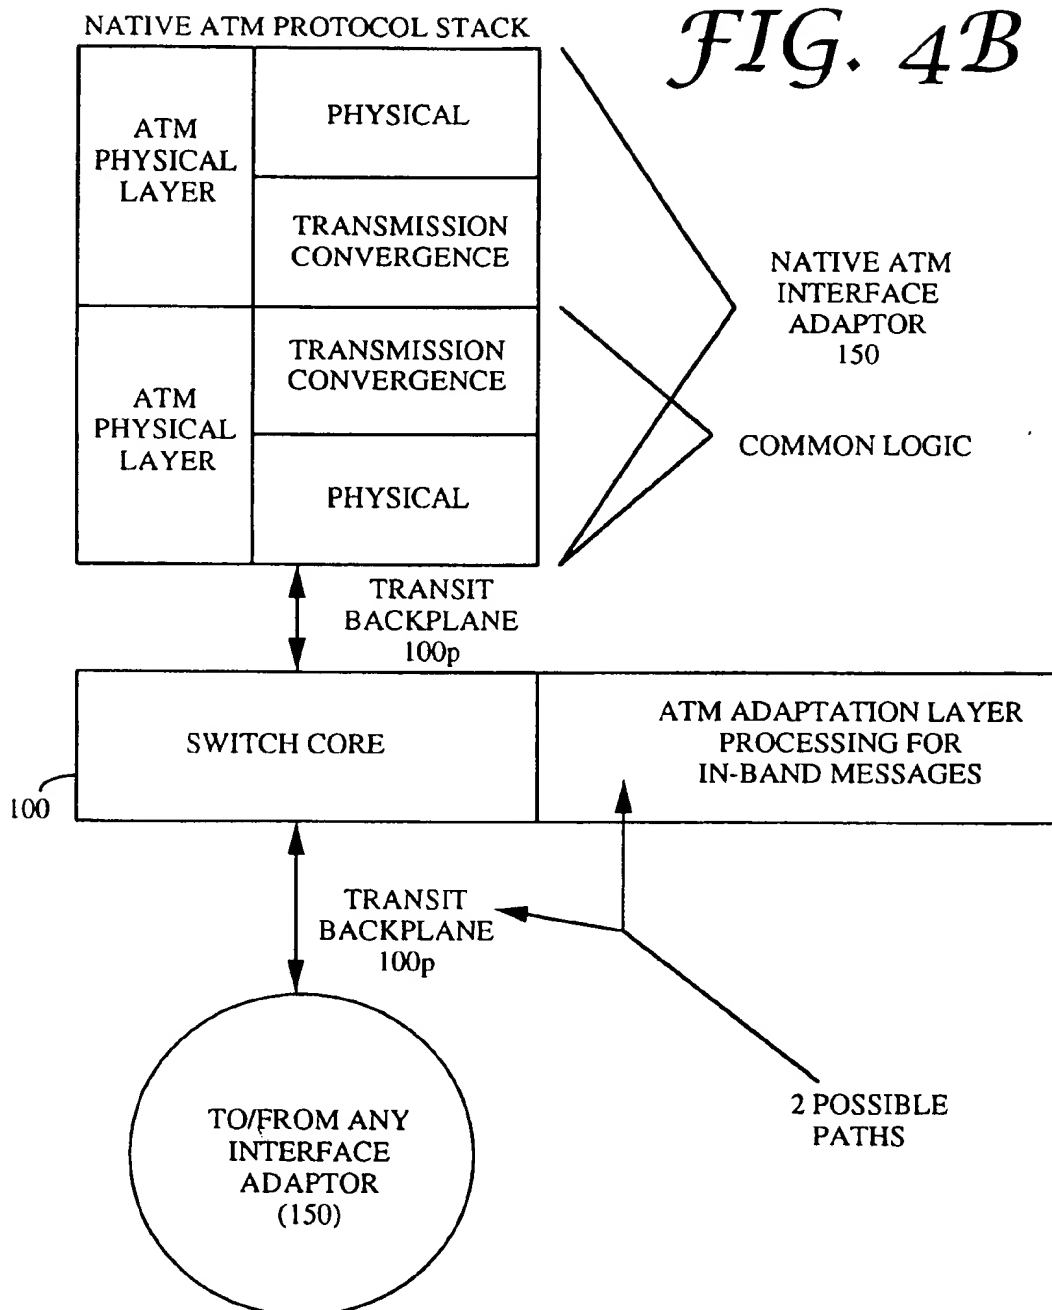 NATIVE ATM PROTOCOL STACK
FIG. 4B
ATM
PHYSICAL
LAYER
PHYSICAL
TRANSMISSION
CONVERGENCE
NATIVE ATM
INTERFACE
ADAPTOR
150
ATM
PHYSICAL
LAYER
TRANSMISSION
CONVERGENCE
PHYSICAL
COMMON LOGIC
TRANSIT
BACKPLANE
100p
SWITCH CORE
ATM ADAPTATION LAYER
PROCESSING FOR
IN-BAND MESSAGES
100
TRANSIT
BACKPLANE
100p
2 POSSIBLE
PATHS
TO/FROM ANY
INTERFACE
ADAPTOR
(150)